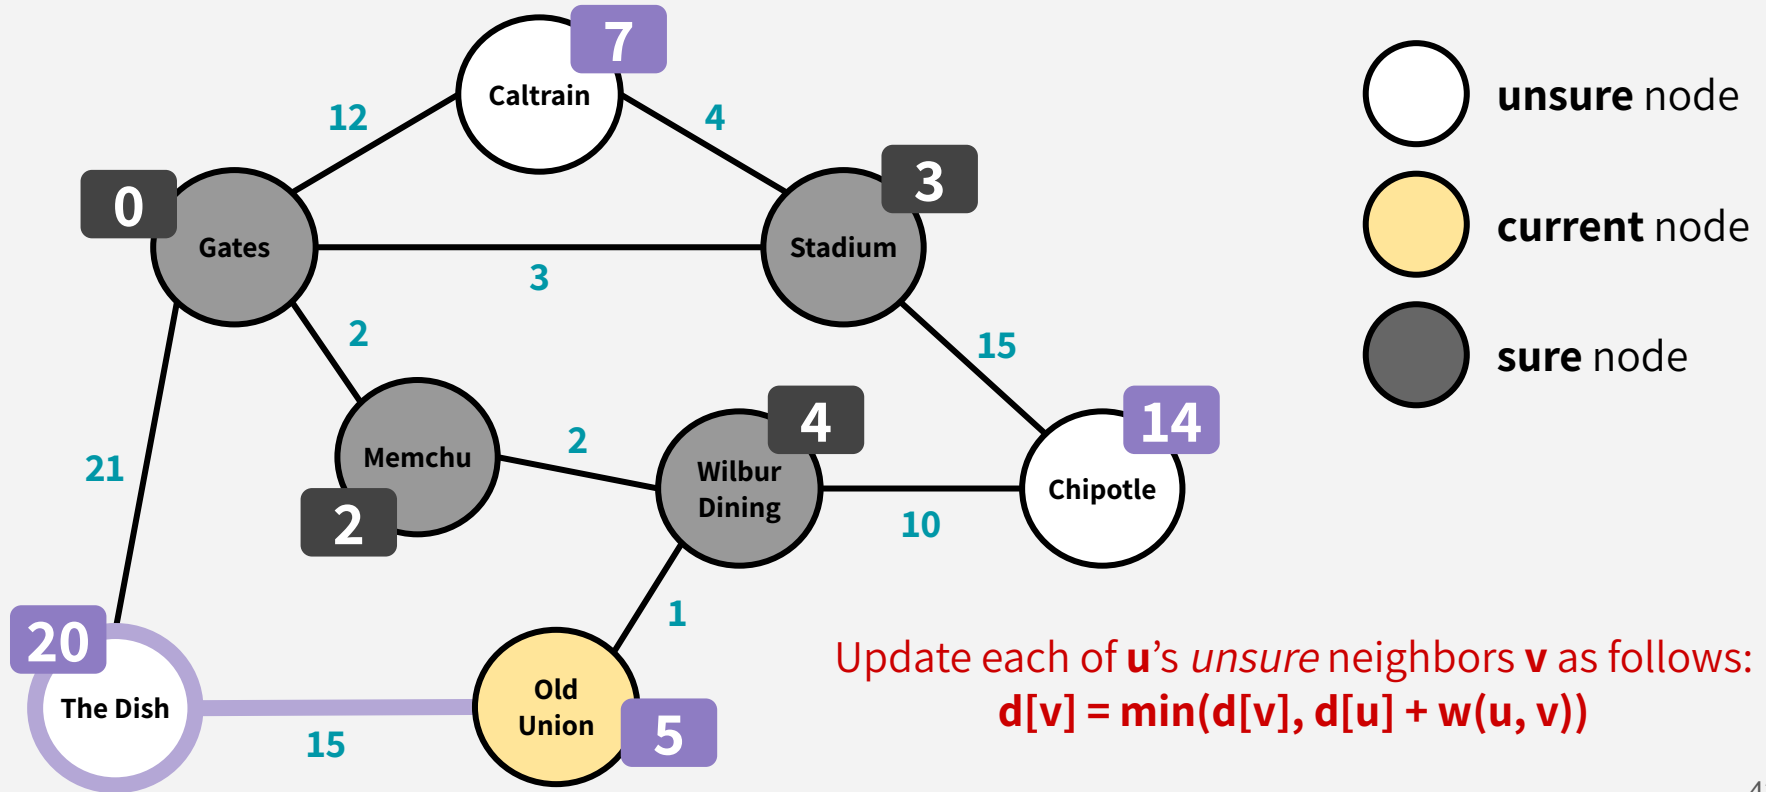 7
Caltrain
12
4
unsure node
0
3
Gates
Stadium
3
current node
2
15
sure node
4
14
Memchu
2
Wilbur
Dining
Chipotle
21
2
10
1
20
The Dish
Old
Union
5
15
Update each of u's unsure neighbors v as follows:
d[v] = min(d[v], d[u] + w(u, v))